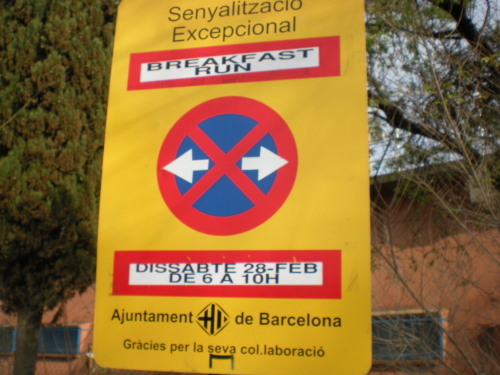 Senyalització
Excepcional
BREAKFAST
RUN
DISSABTE 28-FEB
DE 6 A 10H
Ajuntament de Barcelona
Gràcies per la seva col.laboració